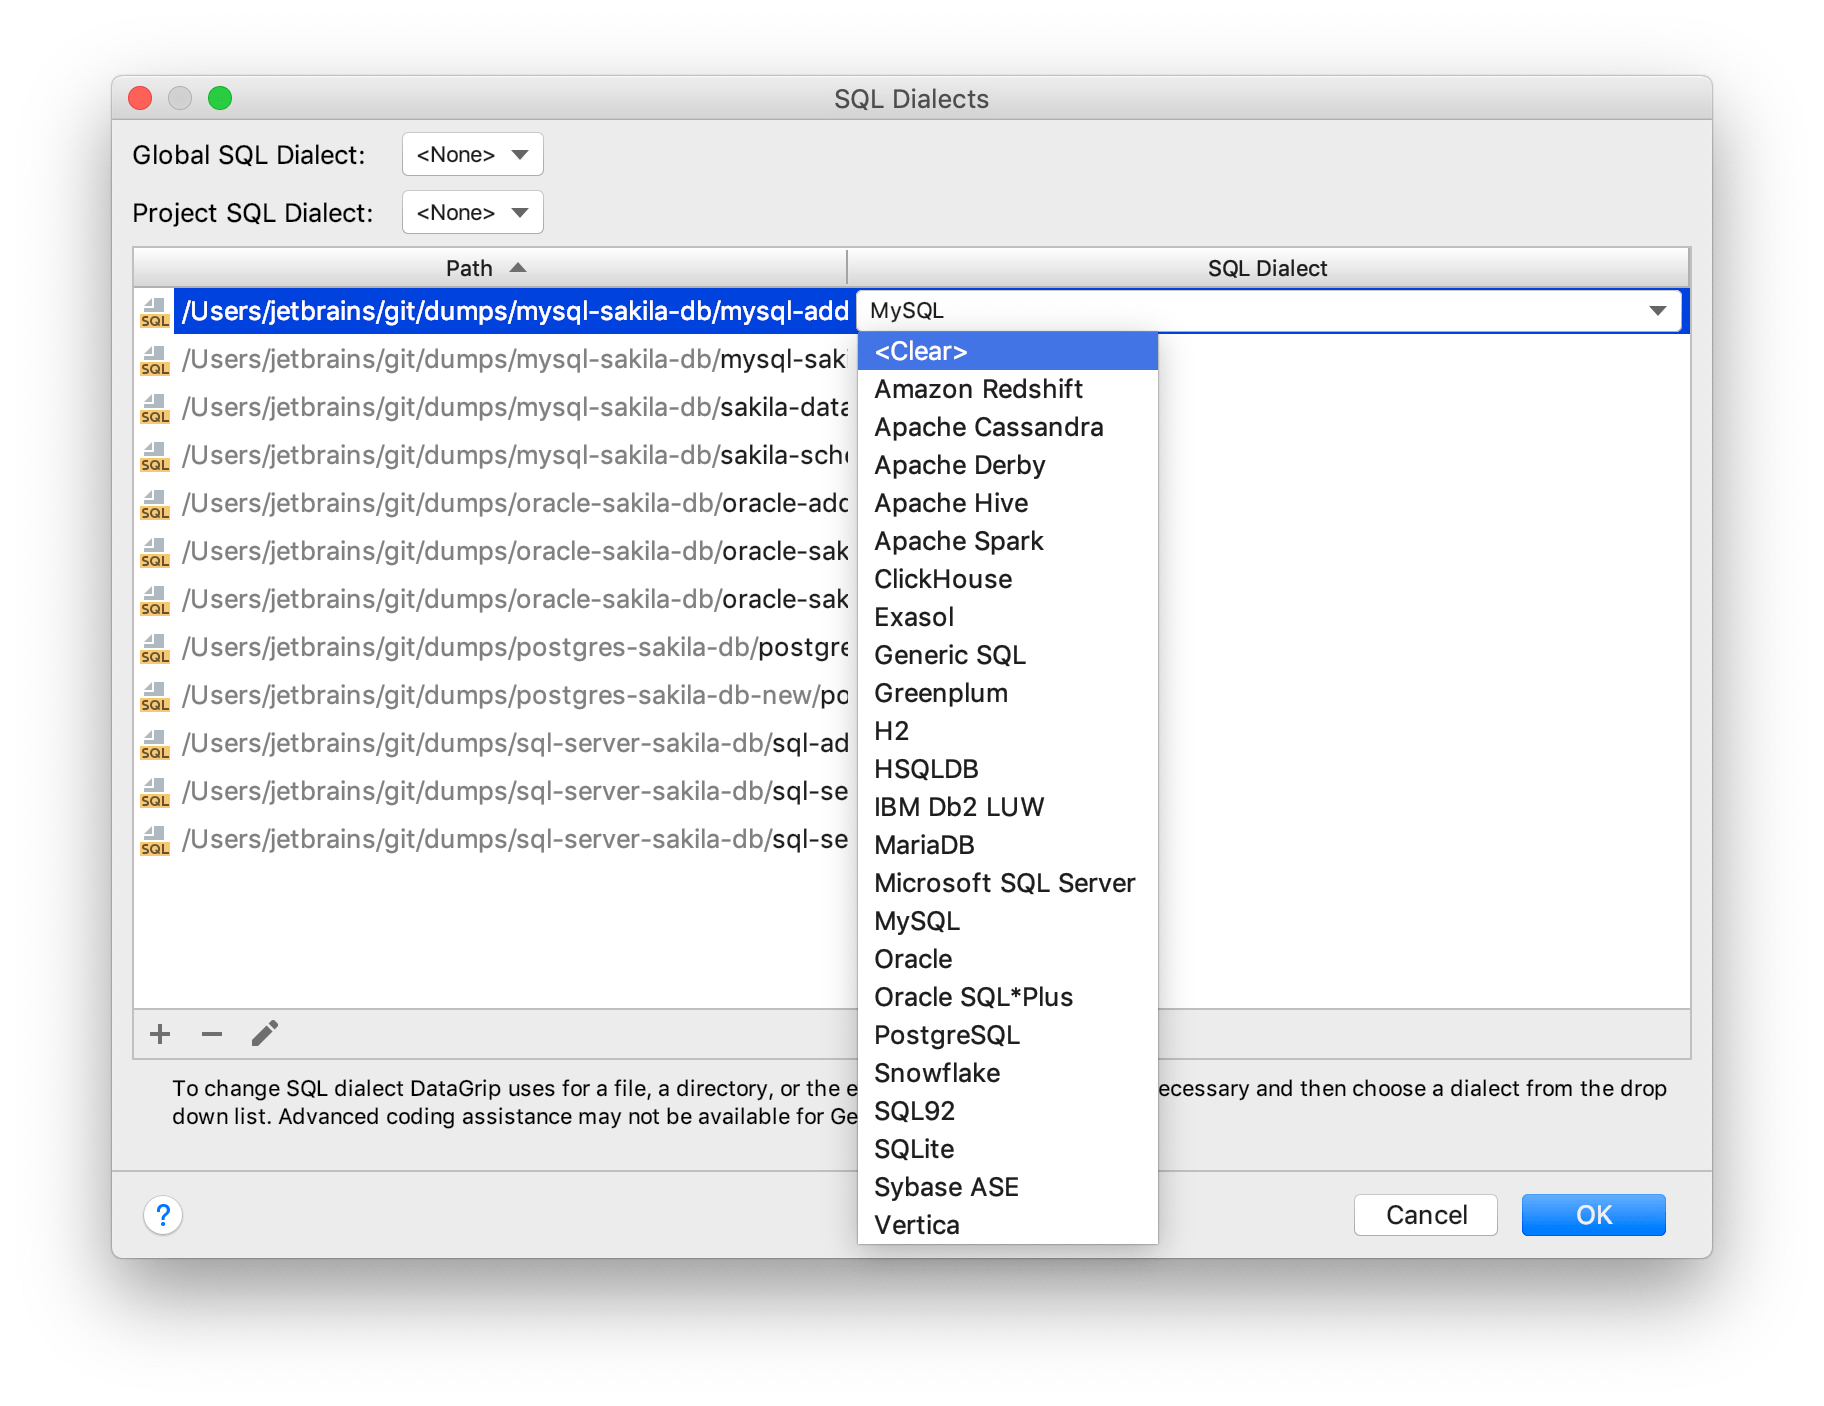 SQL Dialects
Global SQL Dialect: <None>
Project SQL Dialect: <None>
Path SQL Dialect
SQL /Users/jetbrains/git/dumps/mysql-sakila-db/mysql-add MySQL
SQL /Users/jetbrains/git/dumps/mysql-sakila-db/mysql-saki
SQL /Users/jetbrains/git/dumps/mysql-sakila-db/sakila-data
SQL /Users/jetbrains/git/dumps/mysql-sakila-db/sakila-sche
SQL /Users/jetbrains/git/dumps/oracle-sakila-db/oracle-add
SQL /Users/jetbrains/git/dumps/oracle-sakila-db/oracle-sak
SQL /Users/jetbrains/git/dumps/oracle-sakila-db/oracle-sak
SQL /Users/jetbrains/git/dumps/postgres-sakila-db/postgre
SQL /Users/jetbrains/git/dumps/postgres-sakila-db-new/po
SQL /Users/jetbrains/git/dumps/sql-server-sakila-db/sql-ad
SQL /Users/jetbrains/git/dumps/sql-server-sakila-db/sql-se
SQL /Users/jetbrains/git/dumps/sql-server-sakila-db/sql-se
<Clear>
Amazon Redshift
Apache Cassandra
Apache Derby
Apache Hive
Apache Spark
ClickHouse
Exasol
Generic SQL
Greenplum
H2
HSQLDB
IBM Db2 LUW
MariaDB
Microsoft SQL Server
MySQL
Oracle
Oracle SQL*Plus
PostgreSQL
Snowflake
SQL92
SQLite
Sybase ASE
Vertica
To change SQL dialect DataGrip uses for a file, a directory, or the e ecessary and then choose a dialect from the drop
down list. Advanced coding assistance may not be available for Ge
? Cancel OK